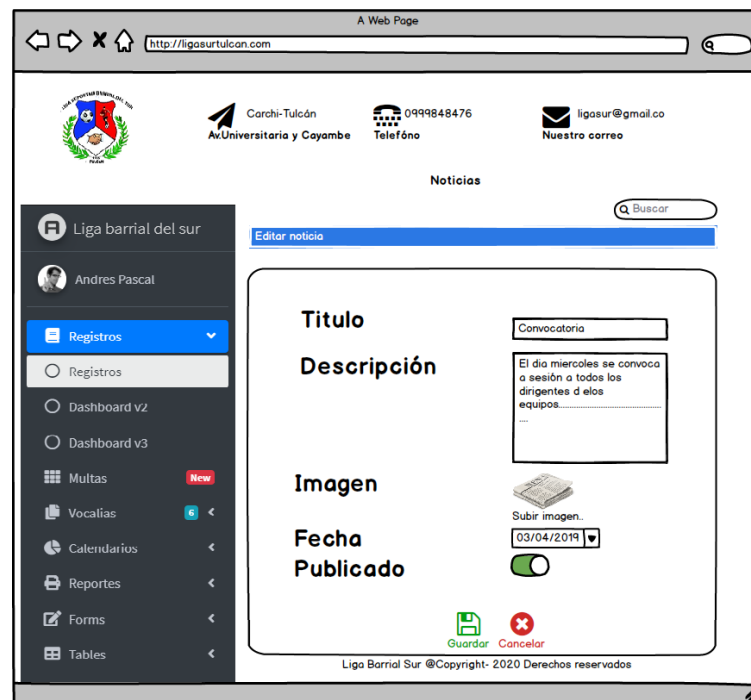 A Web Page
http://ligasurtulcan.com
Carchi-Tulcán
Av.Universitaria y Cayambe
0999848476
Telefóno
ligasur@gmail.co
Nuestro correo
Noticias
Buscar
Liga barrial del sur
Editar noticia
Andres Pascal
Registros
Registros
Dashboard v2
Dashboard v3
Multas New
Vocalias 6
Calendarios
Reportes
Forms
Tables
Titulo
Convocatoria
Descripción
El dia miercoles se convoca
a sesión a todos los
dirigentes d elos
equipos.............................................
....
Imagen
Subir imagen..
Fecha
03/04/2019
Publicado
Guardar
Cancelar
Liga Barrial Sur @Copyright- 2020 Derechos reservados